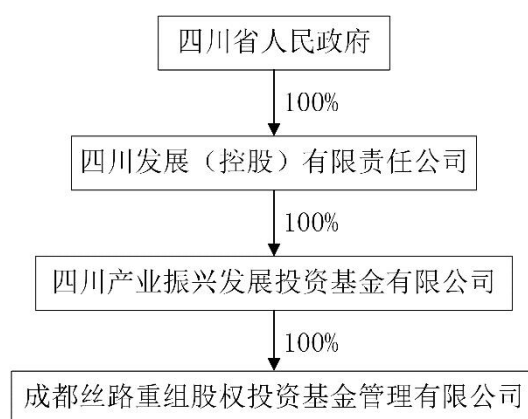 四川省人民政府
100%
四川发展（控股）有限责任公司
100%
四川产业振兴发展投资基金有限公司
100%
成都丝路重组股权投资基金管理有限公司